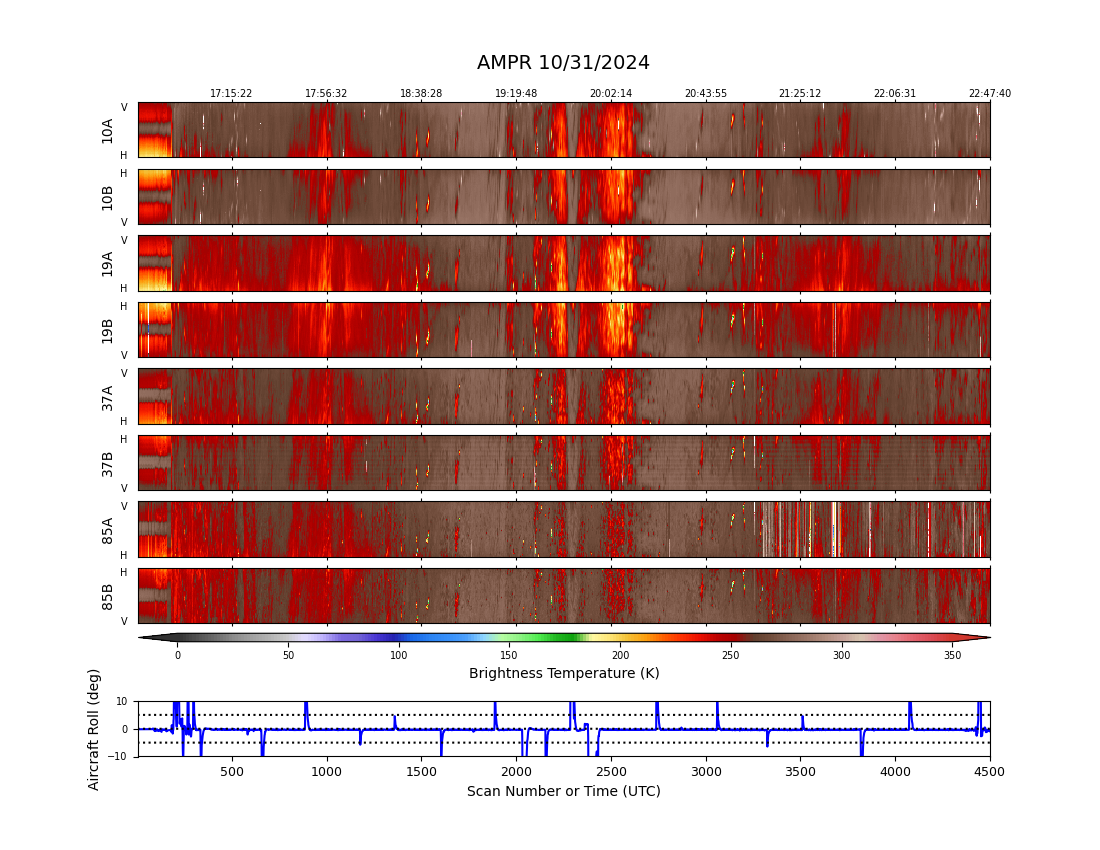 AMPR 10/31/2024
17:15:22 17:56:32 18:38:28 19:19:48 20:02:14 20:43:55 21:25:12 22:06:31 22:47:40
V
10A
H
H
10B
V
V
19A
H
H
19B
V
V
37A
H
H
37B
V
V
85A
H
H
85B
V
0 50 100 150 200 250 300 350
Brightness Temperature (K)
Aircraft Roll (deg)
10
0
−10
500 1000 1500 2000 2500 3000 3500 4000 4500
Scan Number or Time (UTC)